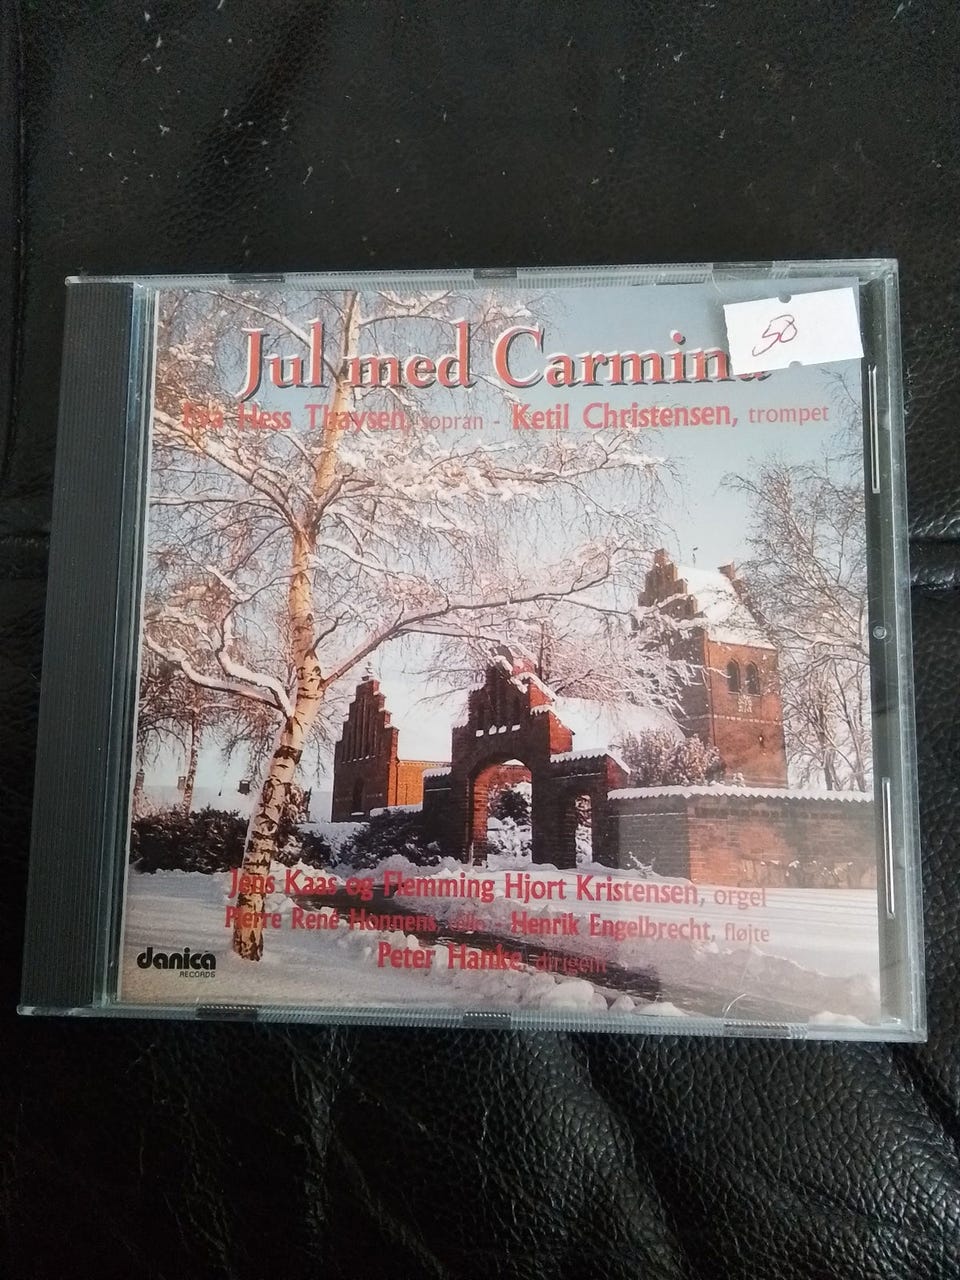 Jul med Carmina
58
Eva Hess Thaysen, sopran - Ketil Christensen, trompet
Jens Kaas og Flemming Hjort Kristensen, orgel
Pierre René Honnens, cello - Henrik Engelbrecht, fløjte
Peter Hanke, dirigent
danica
RECORDS